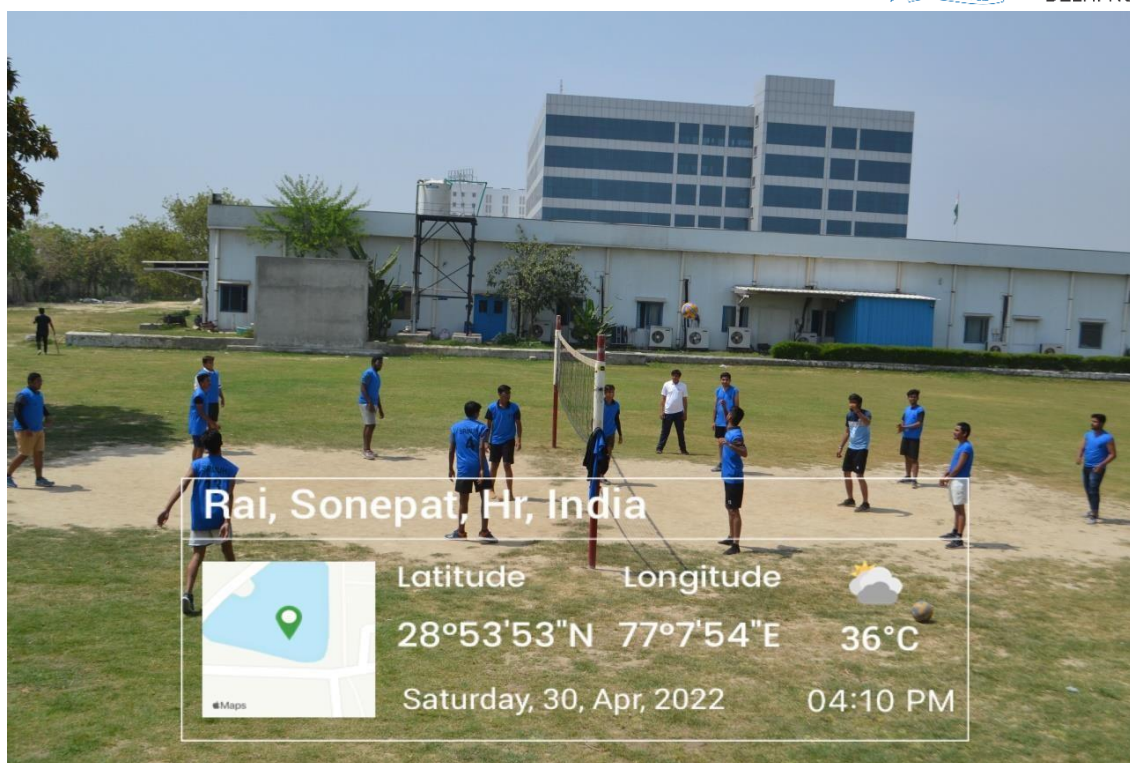 Rai, Sonepat, Hr, India
Latitude Longitude
28°53'53"N 77°7'54"E 36°C
Maps
Saturday, 30, Apr, 2022 04:10 PM